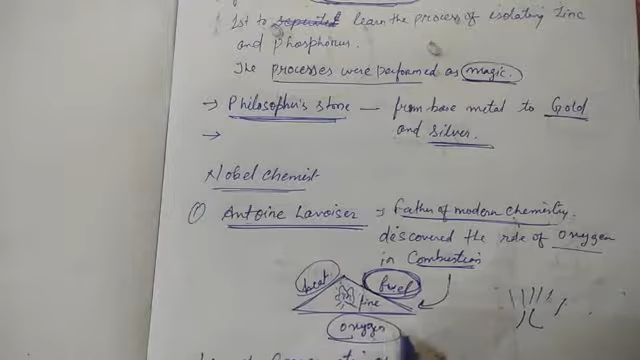 1st to separated learn the process of isolating Zinc
and phosphorus.
The processes were performed as magic.
→ Philosopher's stone — from base metal to Gold
→ and silver.
Nobel chemist
① Antoine Lavoiser → Father of modern chemistry.
discovered the role of oxygen
in Combustion
heat
fuel
fire
oxygen